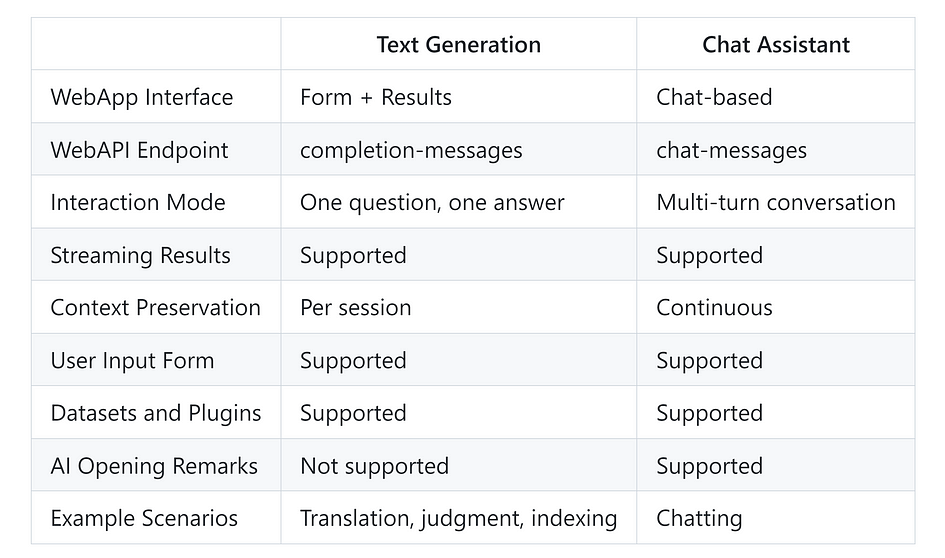 Text Generation Chat Assistant
WebApp Interface Form + Results Chat-based
WebAPI Endpoint completion-messages chat-messages
Interaction Mode One question, one answer Multi-turn conversation
Streaming Results Supported Supported
Context Preservation Per session Continuous
User Input Form Supported Supported
Datasets and Plugins Supported Supported
AI Opening Remarks Not supported Supported
Example Scenarios Translation, judgment, indexing Chatting